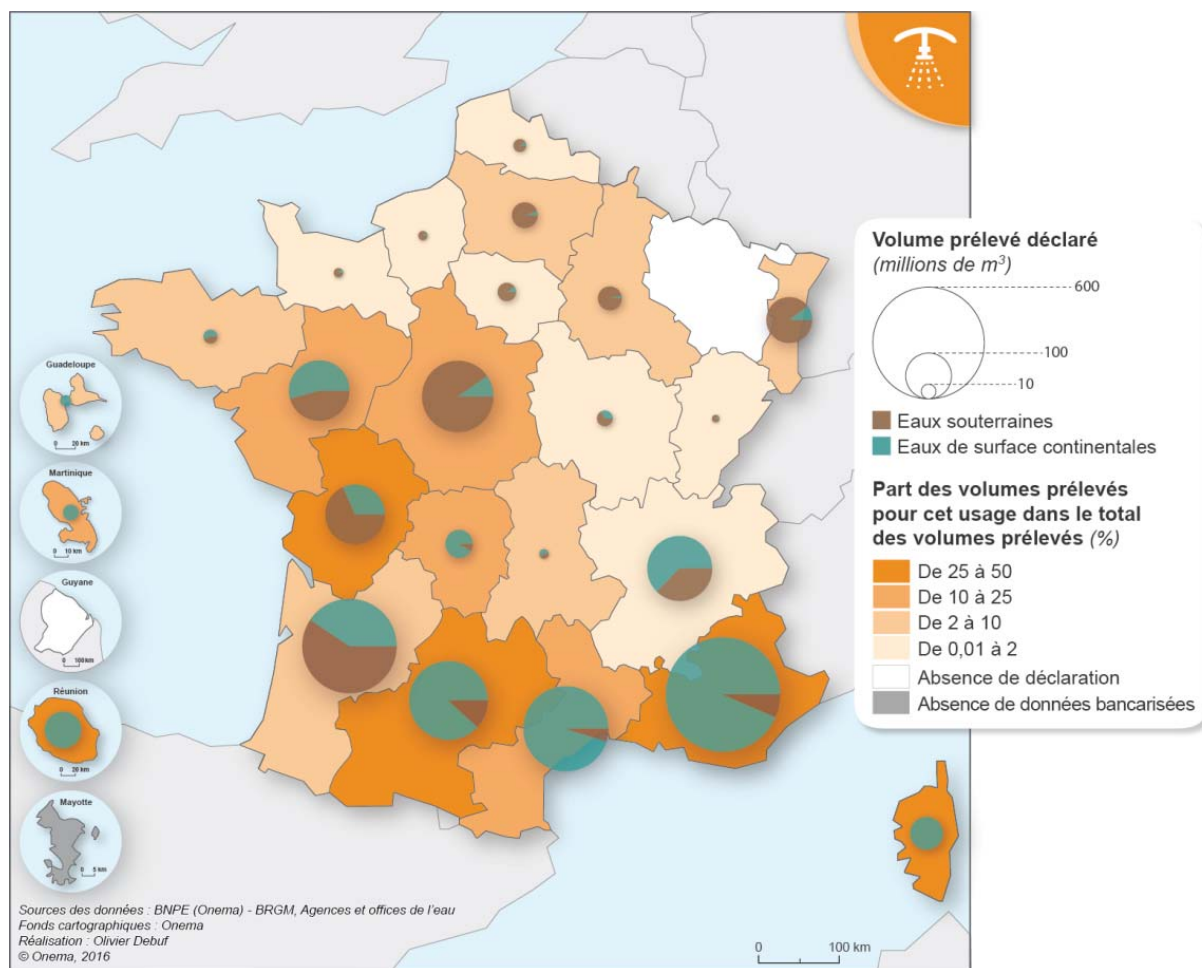 Guadeloupe
0 20 km
Martinique
0 10 km
Guyane
0 100 km
Réunion
0 20 km
Mayotte
0 5 km
Volume prélevé déclaré
(millions de m³)
600
100
10
Eaux souterraines
Eaux de surface continentales
Part des volumes prélevés
pour cet usage dans le total
des volumes prélevés (%)
De 25 à 50
De 10 à 25
De 2 à 10
De 0,01 à 2
Absence de déclaration
Absence de données bancarisées
Sources des données : BNPE (Onema) - BRGM, Agences et offices de l'eau
Fonds cartographiques : Onema
Réalisation : Olivier Debuf
© Onema, 2016
0 100 km